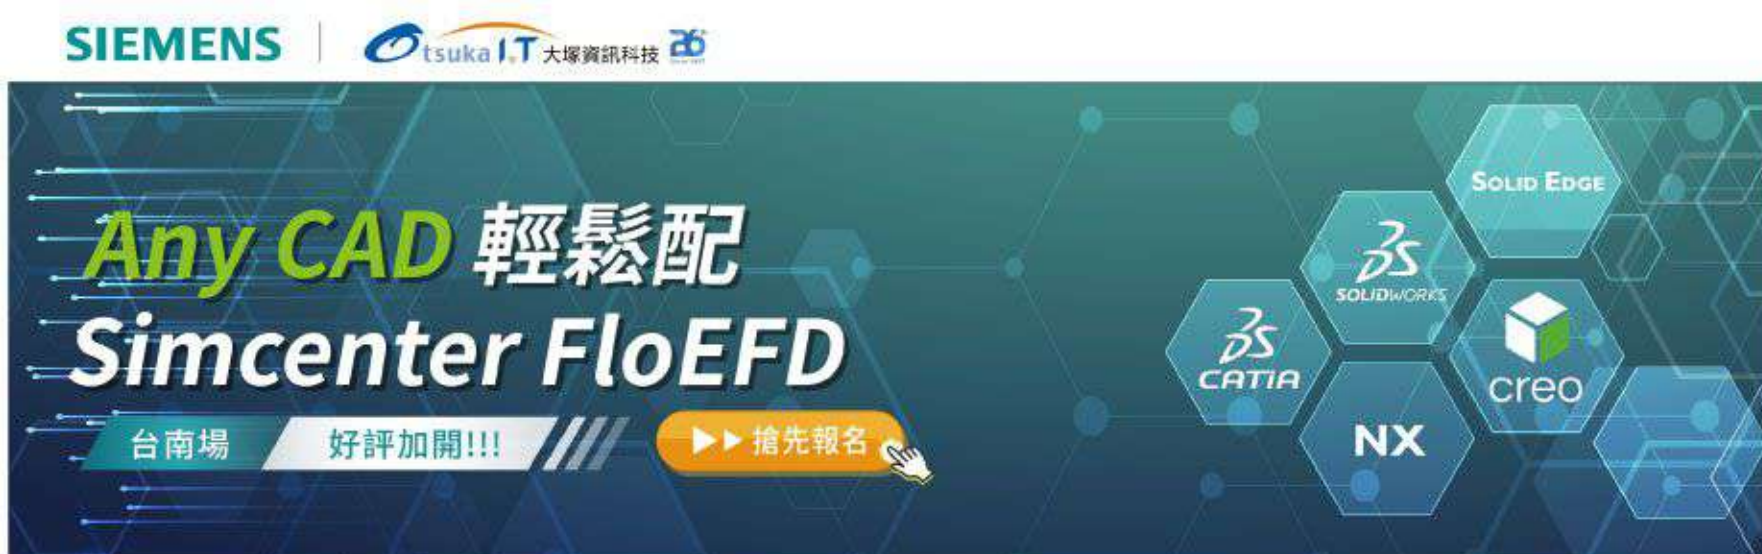 SIEMENS
Otsuka I.T 大塚資訊科技 26
Any CAD 輕鬆配
Simcenter FloEFD
台南場 好評加開!!!
▶▶搶先報名
SOLID EDGE
SOLIDWORKS
CATIA
creo
NX